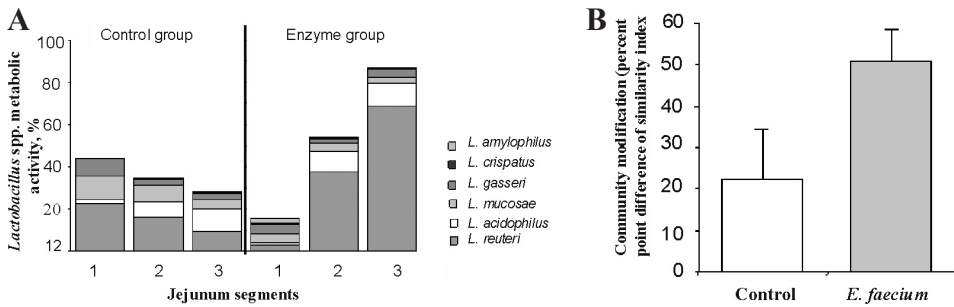 A
Control group
Enzyme group
Lactobacillus spp. metabolic
activity, %
100
80
60
40
20
12
1 2 3 1 2 3
Jejunum segments
L. amylophilus
L. crispatus
L. gasseri
L. mucosae
L. acidophilus
L. reuteri
B
Community modification (percent
point difference of similarity index
60
50
40
30
20
10
0
Control
E. faecium